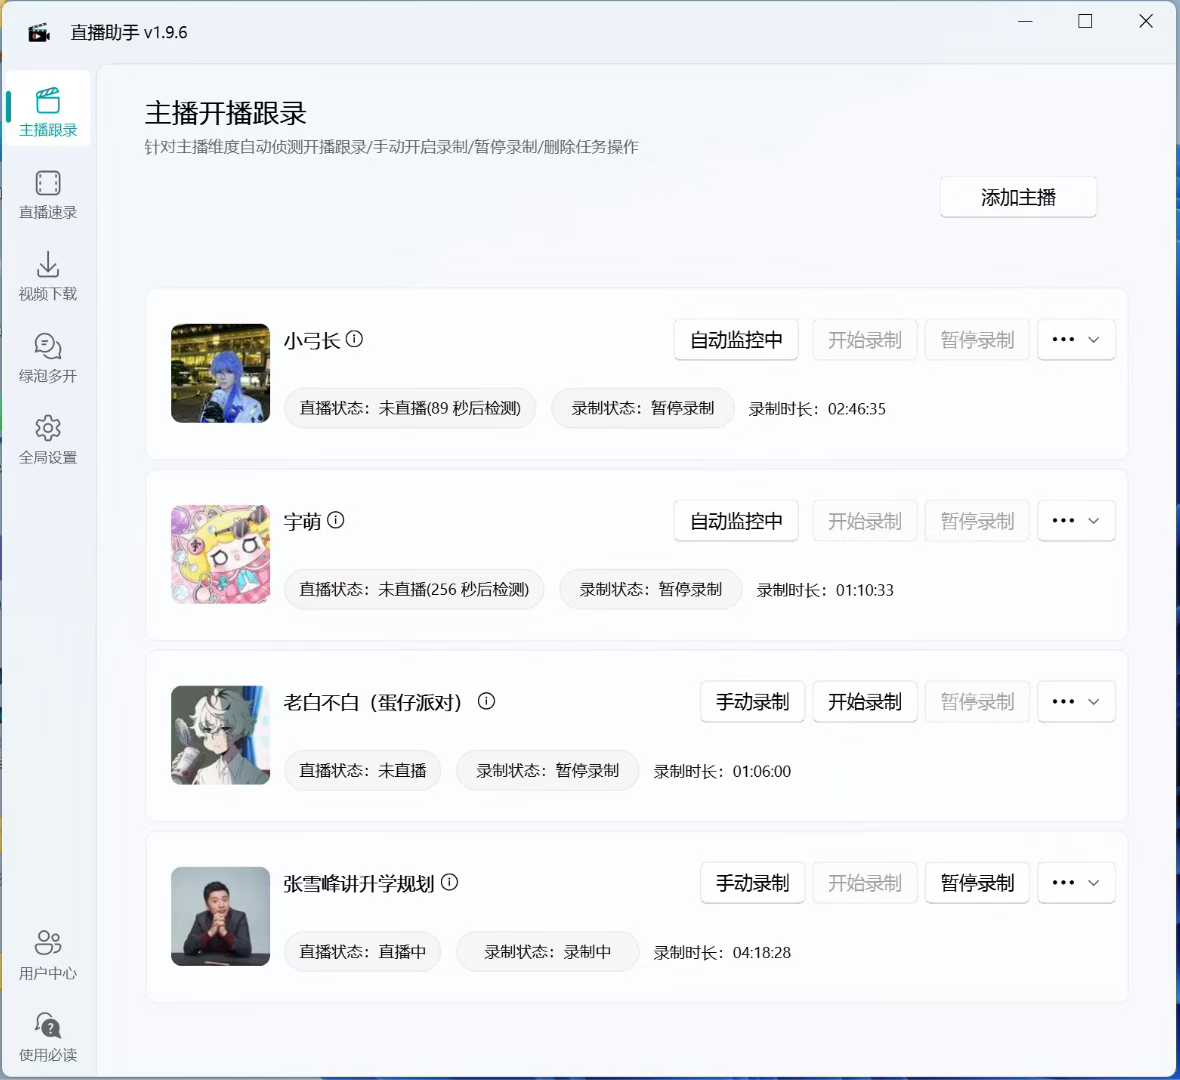 直播助手 v1.9.6
主播跟录
直播速录
视频下载
绿泡多开
全局设置
用户中心
使用必读
主播开播跟录
针对主播维度自动侦测开播跟录/手动开启录制/暂停录制/删除任务操作
添加主播
小弓长 自动监控中 开始录制 暂停录制
直播状态：未直播(89 秒后检测) 录制状态：暂停录制 录制时长：02:46:35
宇萌 自动监控中 开始录制 暂停录制
直播状态：未直播(256 秒后检测) 录制状态：暂停录制 录制时长：01:10:33
老白不白（蛋仔派对） 手动录制 开始录制 暂停录制
直播状态：未直播 录制状态：暂停录制 录制时长：01:06:00
张雪峰讲升学规划 手动录制 开始录制 暂停录制
直播状态：直播中 录制状态：录制中 录制时长：04:18:28